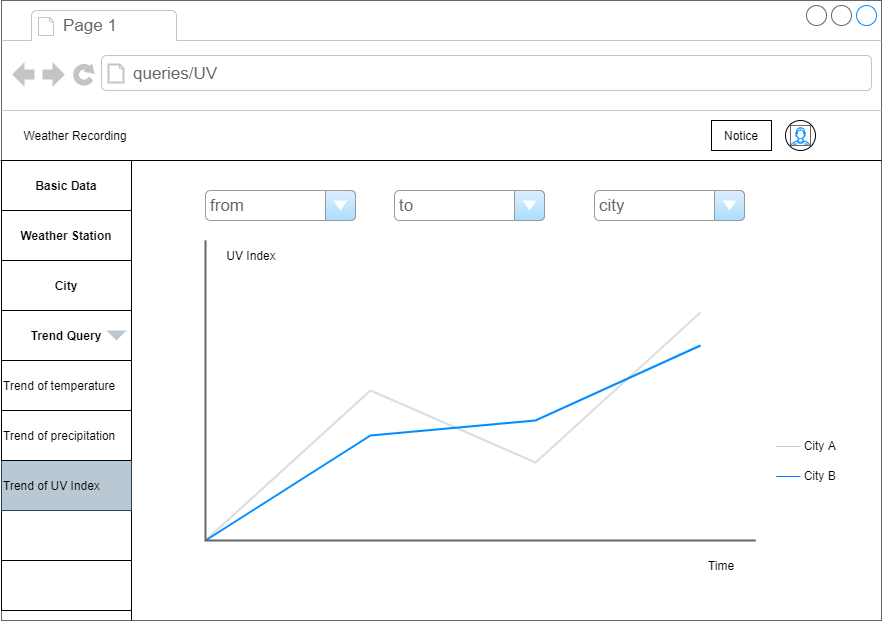 Page 1
queries/UV
Weather Recording
Notice
Basic Data
Weather Station
City
Trend Query
Trend of temperature
Trend of precipitation
Trend of UV Index
from
to
city
UV Index
City A
City B
Time